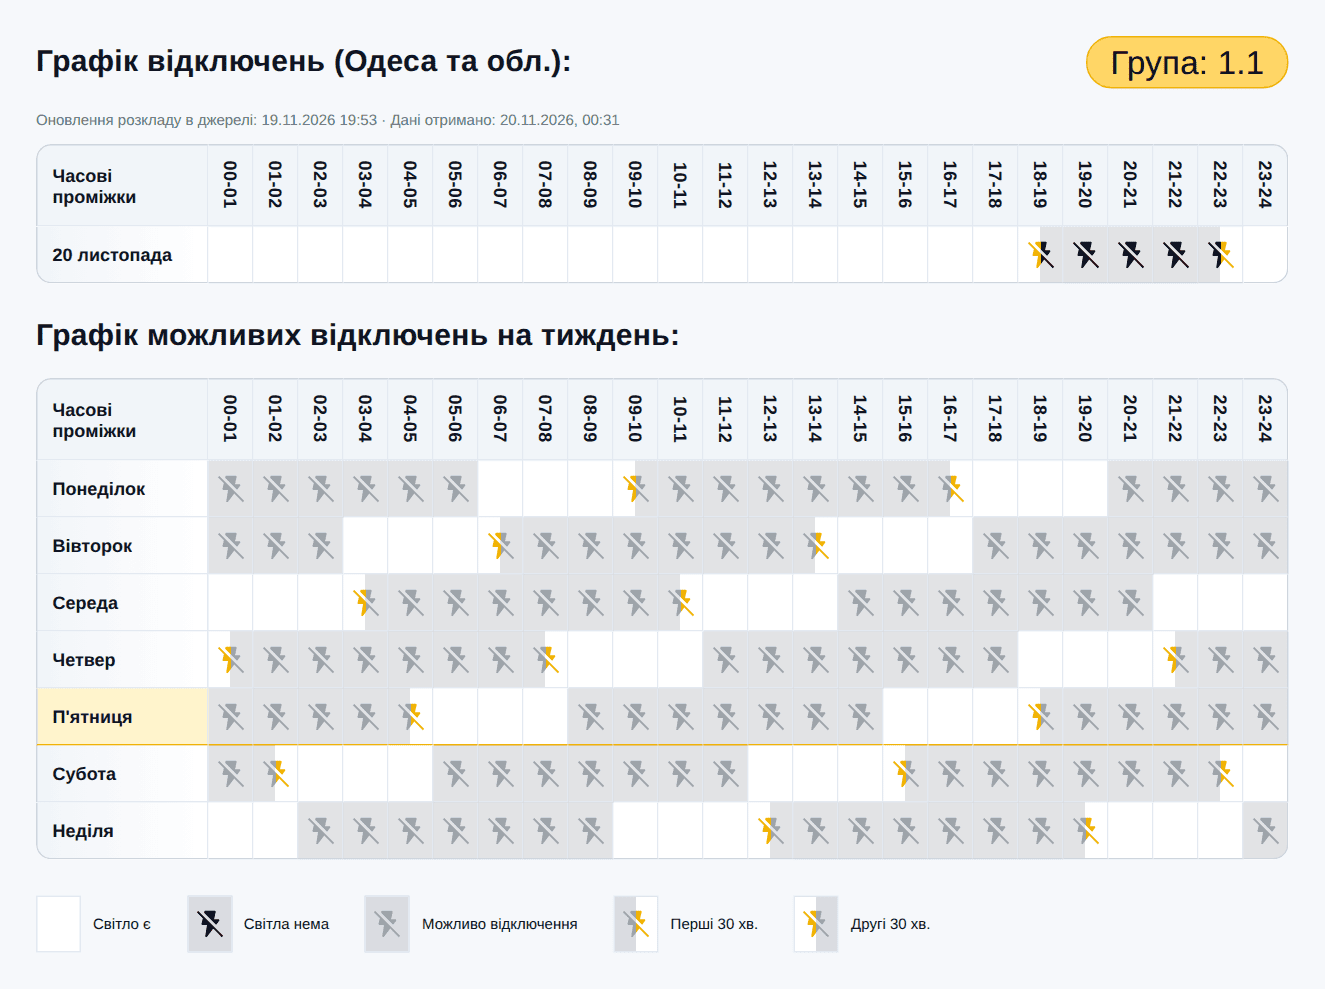 Графік відключень (Одеса та обл.):
Група: 1.1
Оновлення розкладу в джерелі: 19.11.2026 19:53 · Дані отримано: 20.11.2026, 00:31
Часові проміжки 00-01 01-02 02-03 03-04 04-05 05-06 06-07 07-08 08-09 09-10 10-11 11-12 12-13 13-14 14-15 15-16 16-17 17-18 18-19 19-20 20-21 21-22 22-23 23-24
20 листопада
Графік можливих відключень на тиждень:
Часові проміжки 00-01 01-02 02-03 03-04 04-05 05-06 06-07 07-08 08-09 09-10 10-11 11-12 12-13 13-14 14-15 15-16 16-17 17-18 18-19 19-20 20-21 21-22 22-23 23-24
Понеділок
Вівторок
Середа
Четвер
П'ятниця
Субота
Неділя
Світло є Світла нема Можливо відключення Перші 30 хв. Другі 30 хв.